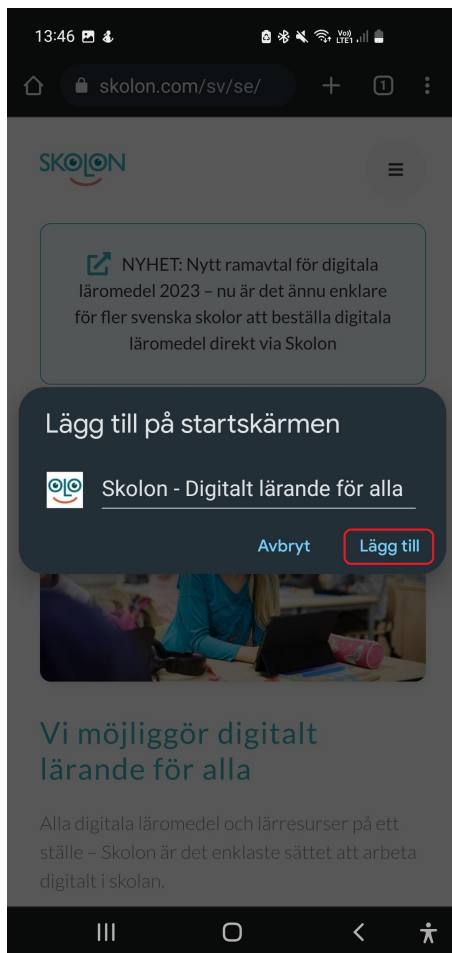 13:46
Vo))
LTE1
skolon.com/sv/se/
1
SKOLON
NYHET: Nytt ramavtal för digitala
läromedel 2023 – nu är det ännu enklare
för fler svenska skolor att beställa digitala
läromedel direkt via Skolon
Lägg till på startskärmen
Skolon - Digitalt lärande för alla
Avbryt
Lägg till
Vi möjliggör digitalt
lärande för alla
Alla digitala läromedel och lärresurser på ett
ställe – Skolon är det enklaste sättet att arbeta
digitalt i skolan.